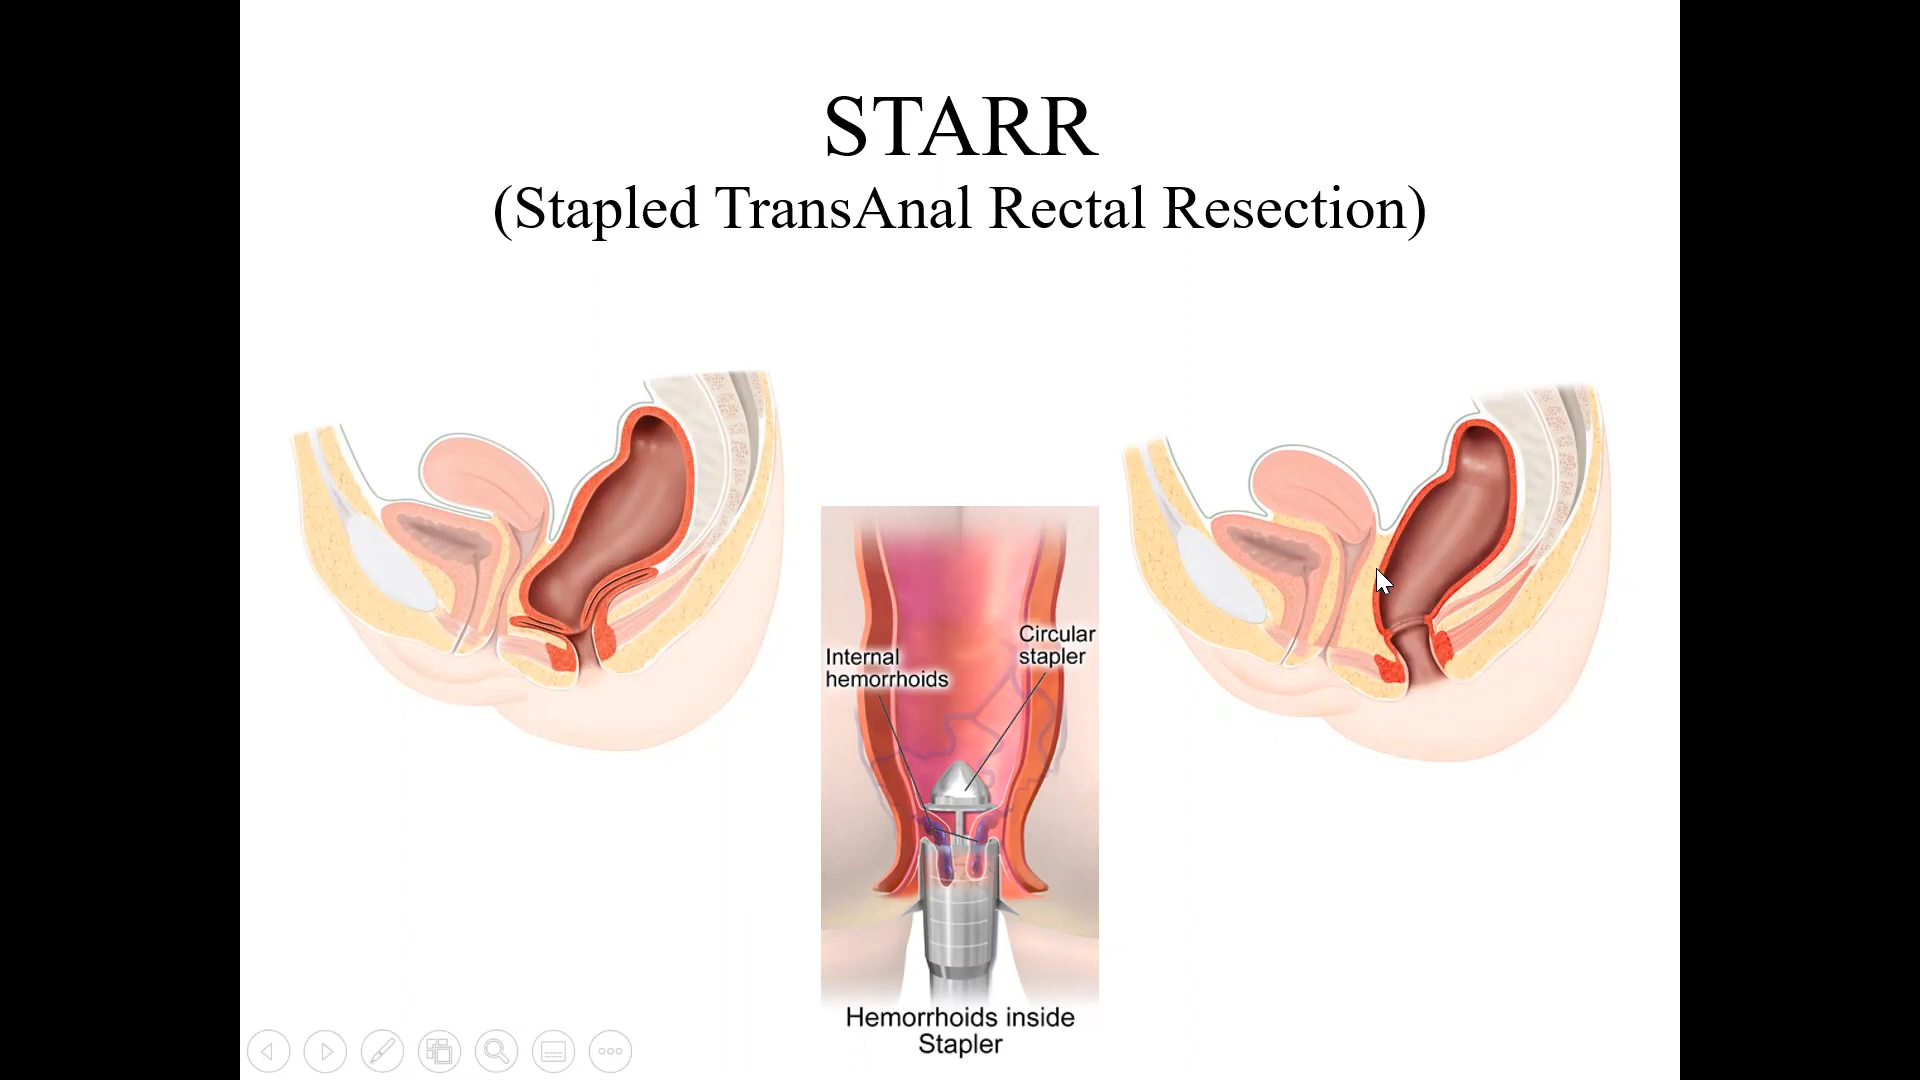 STARR
(Stapled TransAnal Rectal Resection)
Internal
hemorrhoids
Circular
stapler
Hemorrhoids inside
Stapler